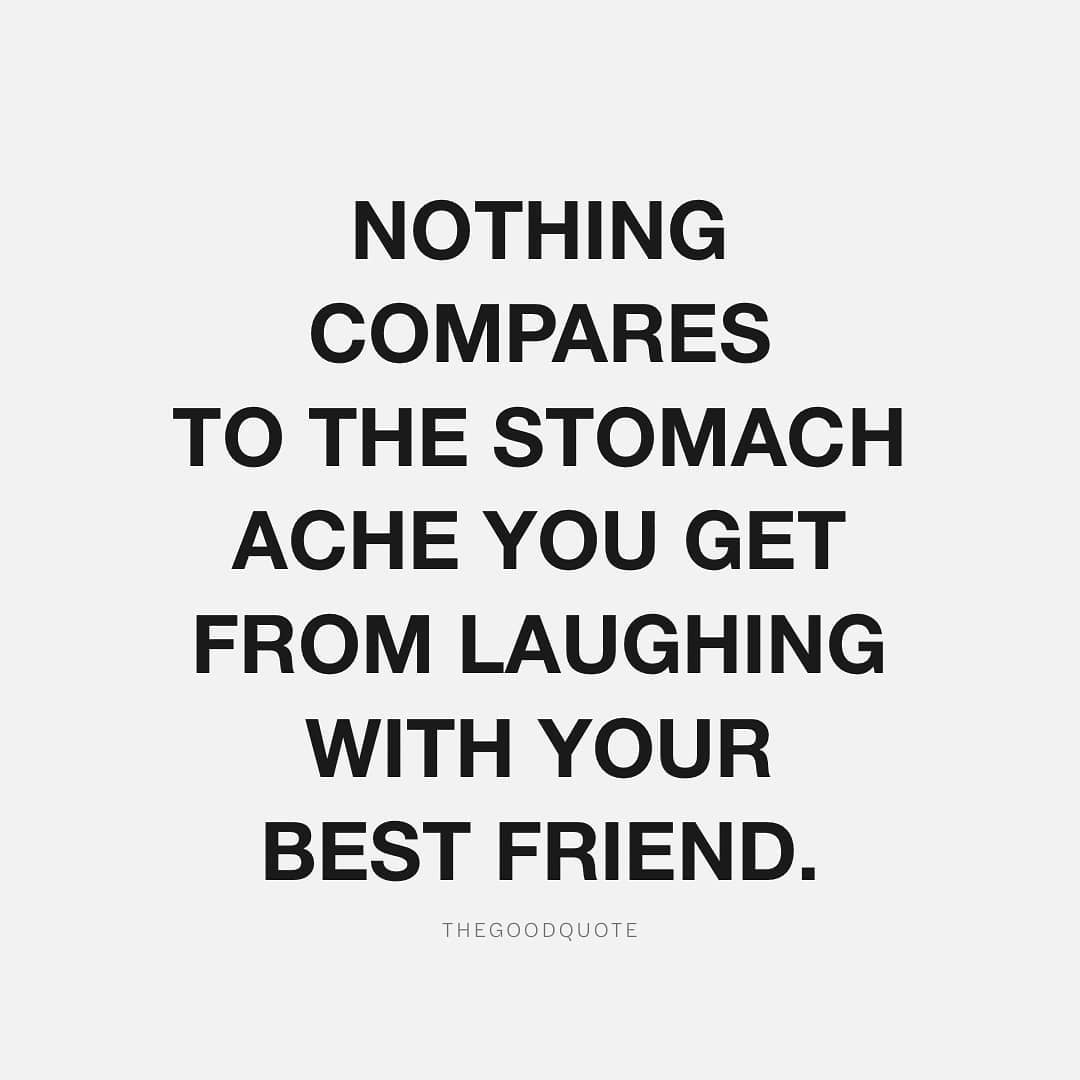 NOTHING
COMPARES
TO THE STOMACH
ACHE YOU GET
FROM LAUGHING
WITH YOUR
BEST FRIEND.
THEGOODQUOTE